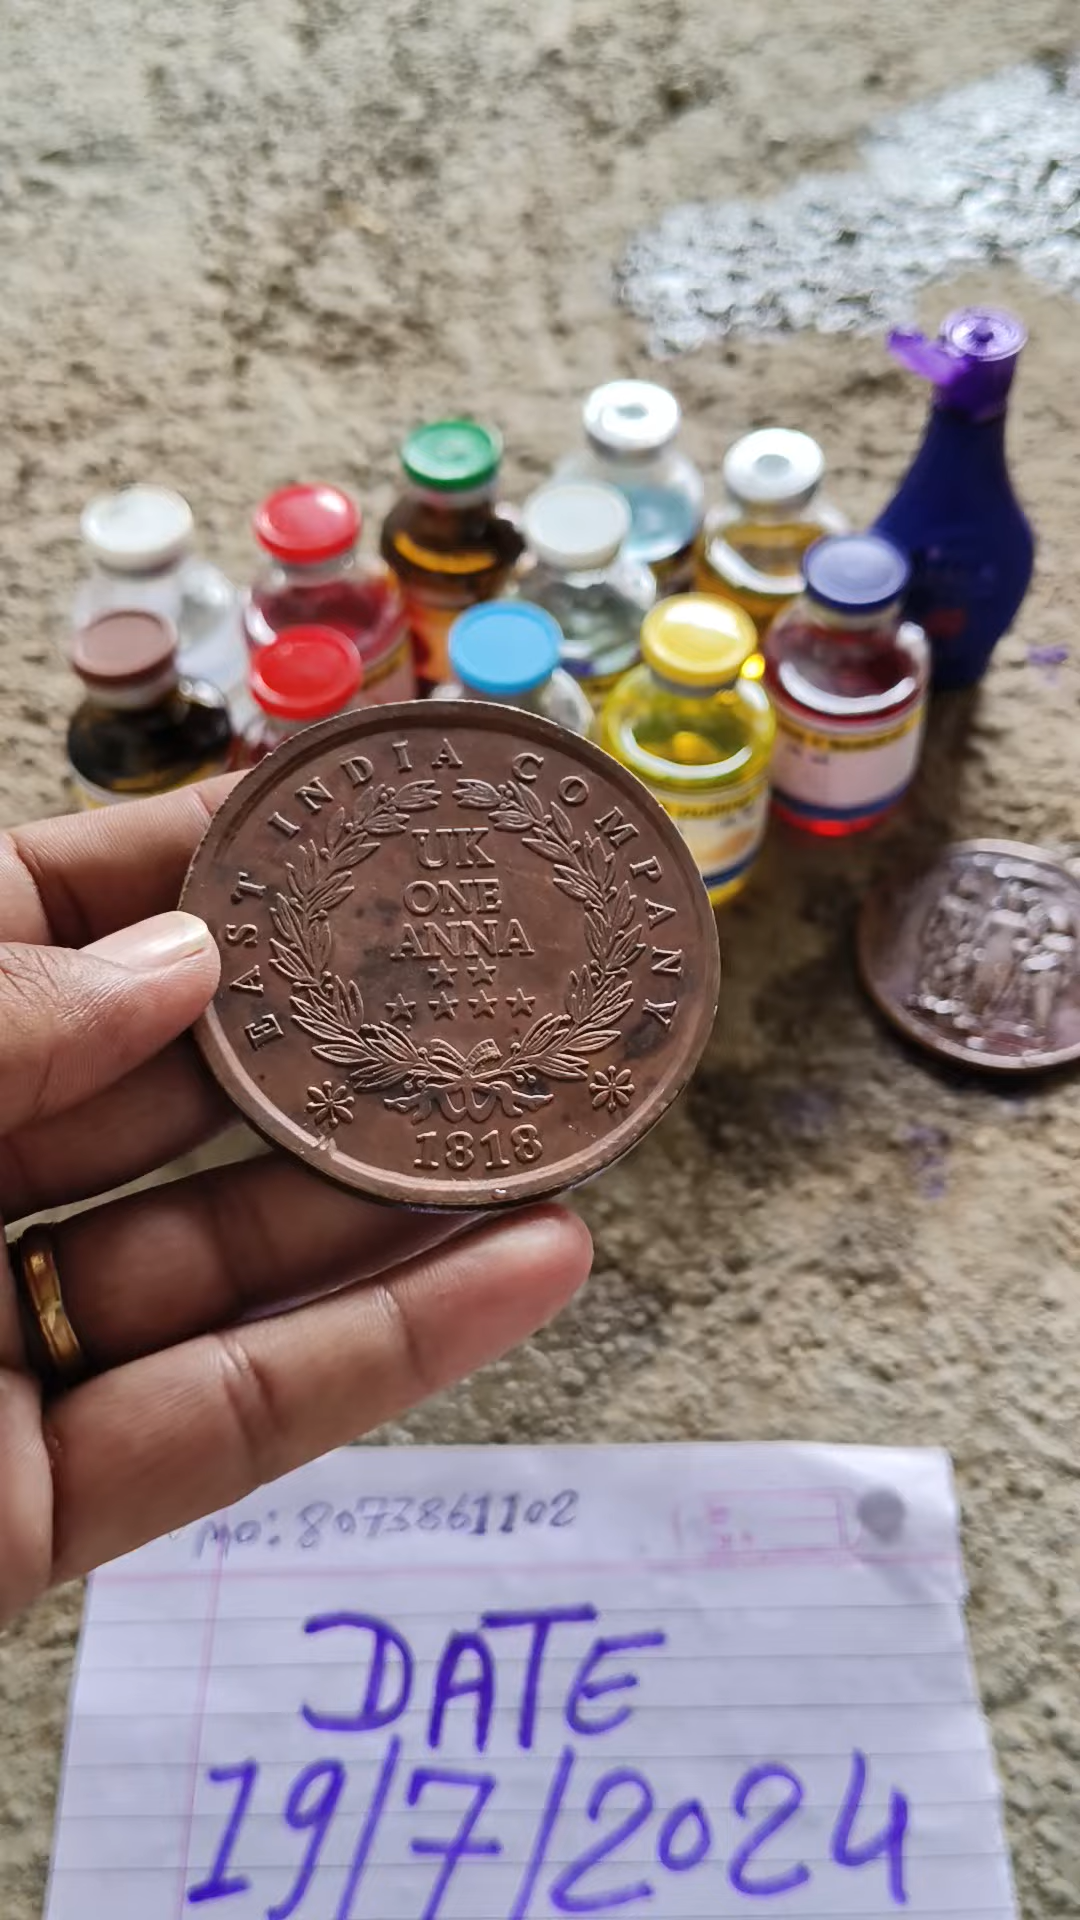 EAST INDIA COMPANY
UK
ONE
ANNA
1818
MO: 8073861102
DATE
19/7/2024